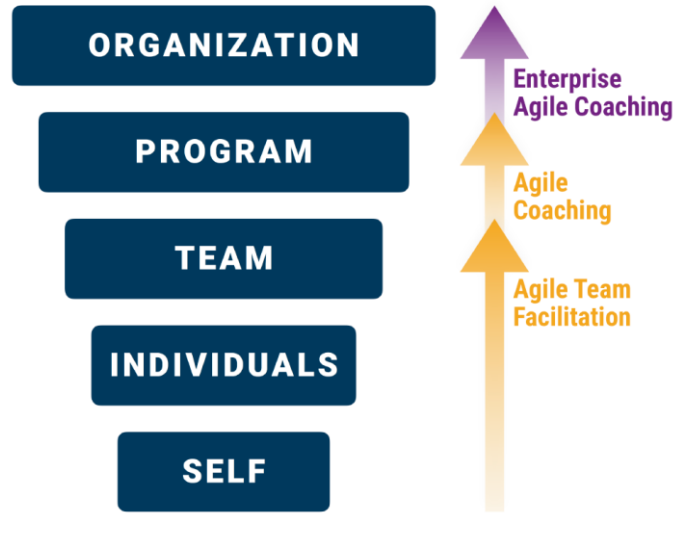 ORGANIZATION
Enterprise
Agile Coaching
PROGRAM
Agile
Coaching
TEAM
Agile Team
Facilitation
INDIVIDUALS
SELF